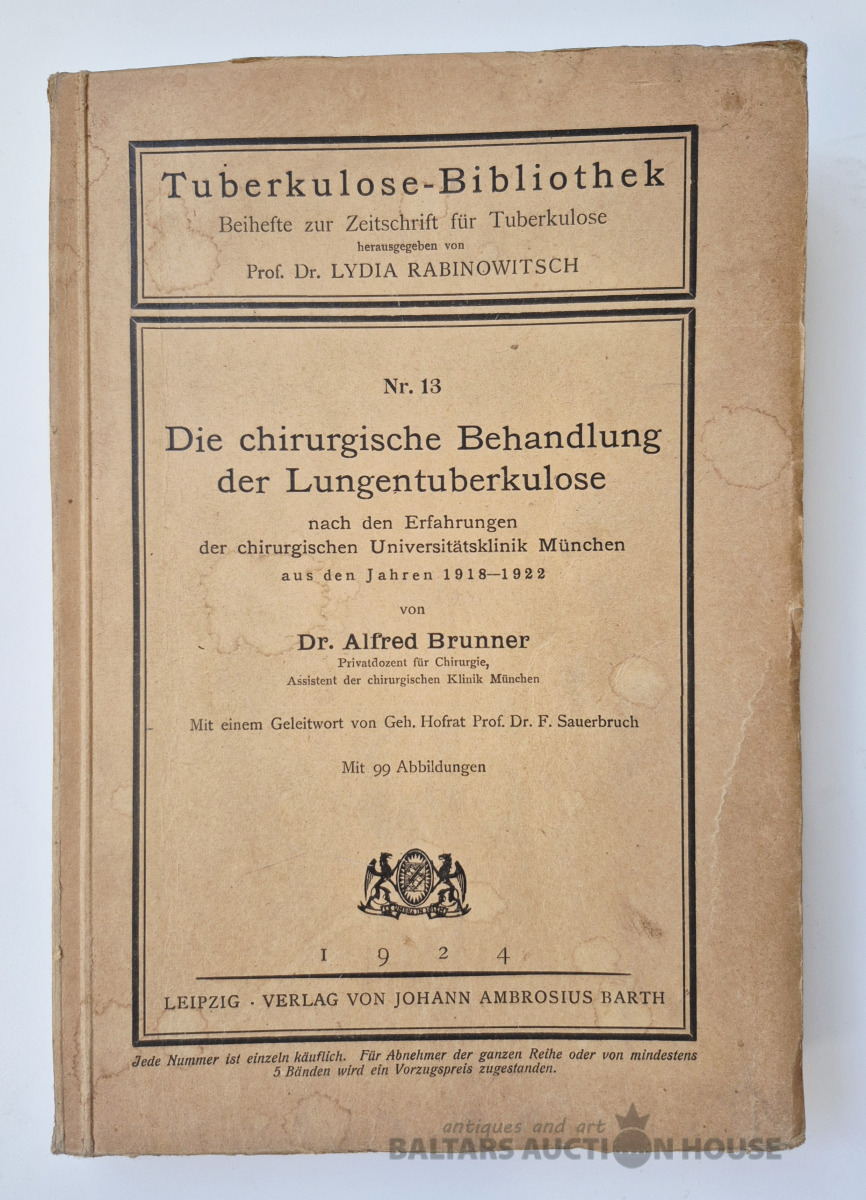 Tuberkulose-Bibliothek
Beihefte zur Zeitschrift für Tuberkulose
herausgegeben von
Prof. Dr. LYDIA RABINOWITSCH
Nr. 13
Die chirurgische Behandlung
der Lungentuberkulose
nach den Erfahrungen
der chirurgischen Universitätsklinik München
aus den Jahren 1918—1922
von
Dr. Alfred Brunner
Privatdozent für Chirurgie,
Assistent der chirurgischen Klinik München
Mit einem Geleitwort von Geh. Hofrat Prof. Dr. F. Sauerbruch
Mit 99 Abbildungen
1924
LEIPZIG · VERLAG VON JOHANN AMBROSIUS BARTH
Jede Nummer ist einzeln käuflich. Für Abnehmer der ganzen Reihe oder von mindestens
5 Bänden wird ein Vorzugspreis zugestanden.
antiques and art
BALTARS AUCTION HOUSE